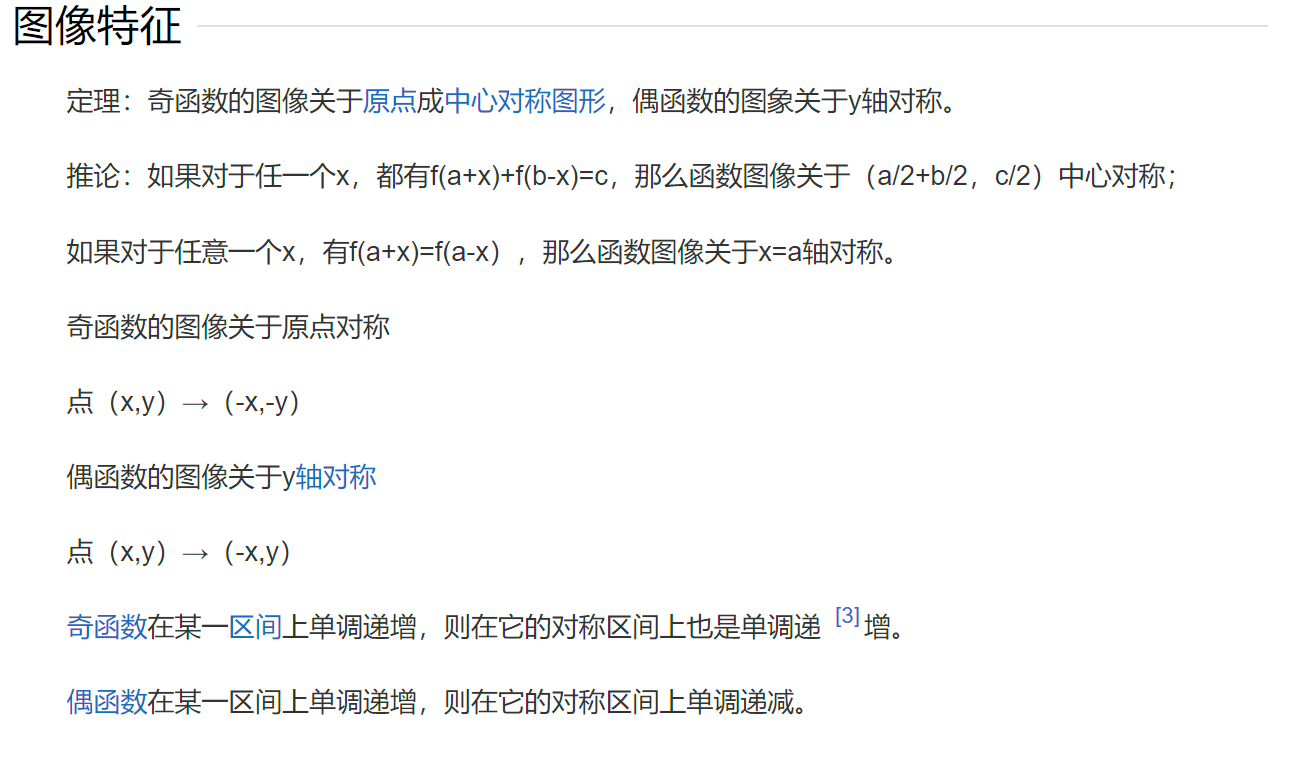 图像特征
定理：奇函数的图像关于原点成中心对称图形，偶函数的图象关于y轴对称。
推论：如果对于任一个x，都有f(a+x)+f(b-x)=c，那么函数图像关于（a/2+b/2，c/2）中心对称；
如果对于任意一个x，有f(a+x)=f(a-x），那么函数图像关于x=a轴对称。
奇函数的图像关于原点对称
点（x,y）→（-x,-y）
偶函数的图像关于y轴对称
点（x,y）→（-x,y）
奇函数在某一区间上单调递增，则在它的对称区间上也是单调递 [3] 增。
偶函数在某一区间上单调递增，则在它的对称区间上单调递减。